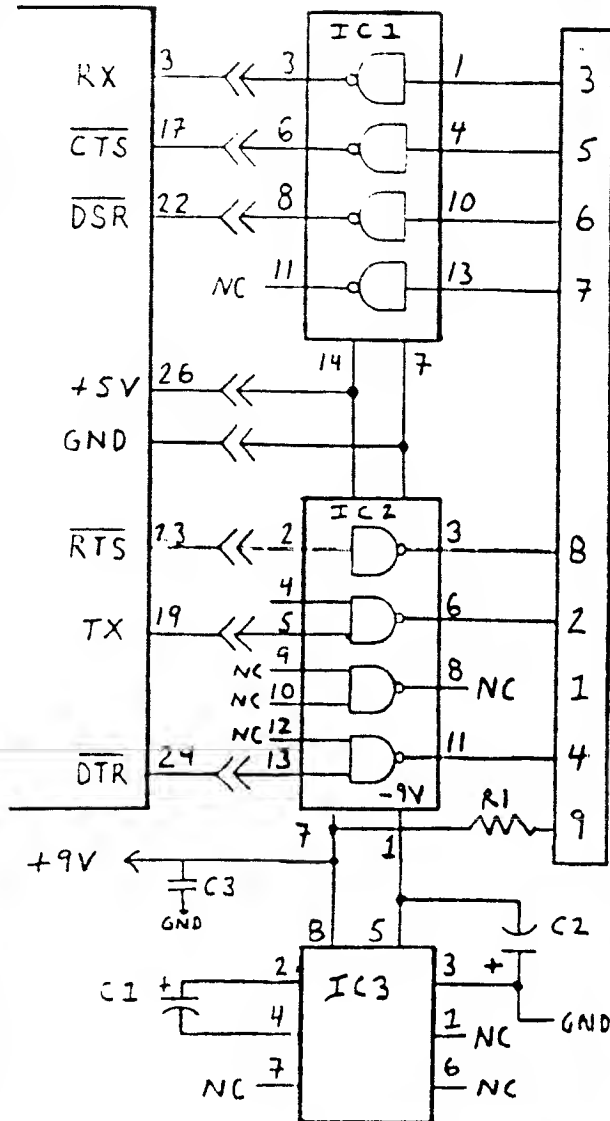 IC1
RX 3 3 1 3
CTS 17 6 4 5
DSR 22 8 10 6
NC 11 13 7
14 7
+5V 26
GND
IC2
RTS 23 2 3 8
4
TX 19 5 6 2
NC 9 8 NC 1
NC 10
NC 12
DTR 24 13 11 4
-9V
7 1 R1 9
+9V
C3
GND
8 5 C2
2 IC3 3 +
C1 +
4 1 NC GND
NC 7 6 NC